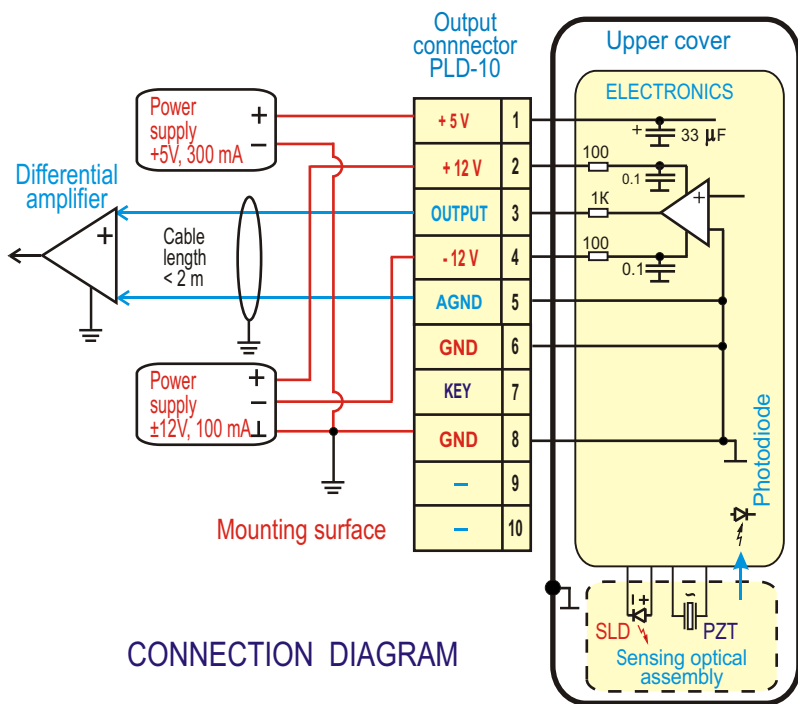 Output
connnector
PLD-10
Upper cover
ELECTRONICS
Power
supply
+5V, 300 mA
+
−
+ 5 V 1
+ 12 V 2
OUTPUT 3
- 12 V 4
AGND 5
GND 6
KEY 7
GND 8
– 9
– 10
+ 33 μF
100
0.1
1K
+
100
0.1
Differential
amplifier
+
Cable
length
< 2 m
Power
supply
±12V, 100 mA
+
−
⊥
Mounting surface
Photodiode
− +
~
SLD
PZT
Sensing optical
assembly
CONNECTION DIAGRAM